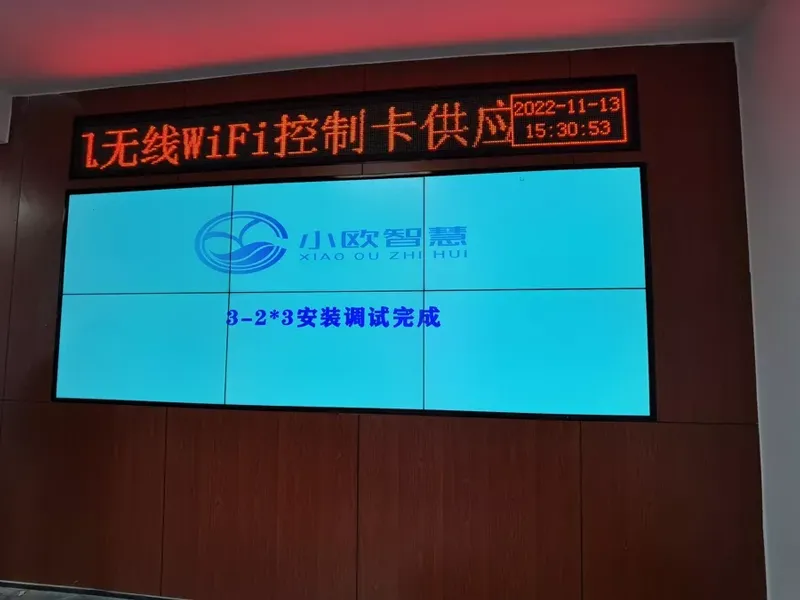 l无线WiFi控制卡供应
2022-11-13
15:30:53
小欧智慧
XIAO OU ZHI HUI
3-2*3安装调试完成